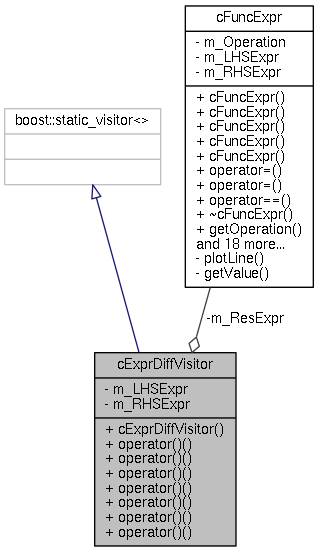 cFuncExpr
- m_Operation
- m_LHSExpr
- m_RHSExpr
+ cFuncExpr()
+ cFuncExpr()
+ cFuncExpr()
+ cFuncExpr()
+ cFuncExpr()
+ operator=()
+ operator=()
+ operator==()
+ ~cFuncExpr()
+ getOperation()
and 18 more...
- plotLine()
- getValue()
boost::static_visitor<>
-m_ResExpr
cExprDiffVisitor
- m_LHSExpr
- m_RHSExpr
+ cExprDiffVisitor()
+ operator()()
+ operator()()
+ operator()()
+ operator()()
+ operator()()
+ operator()()
+ operator()()